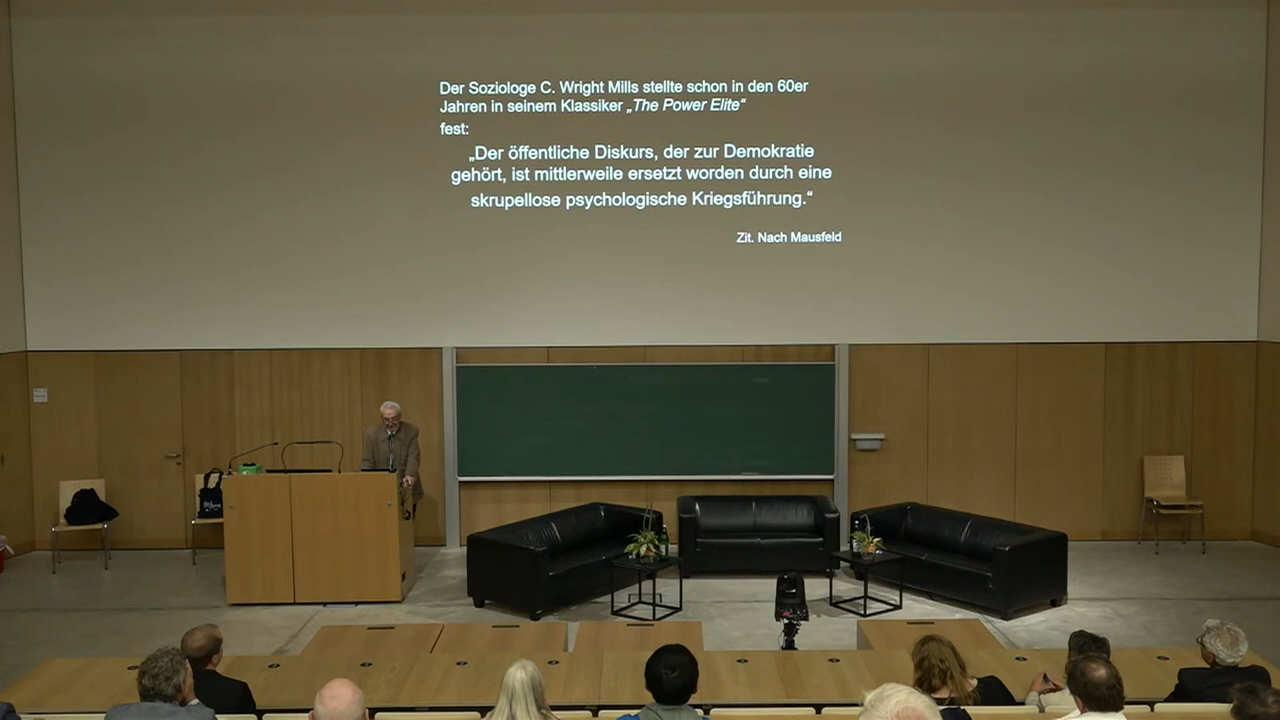 Der Soziologe C. Wright Mills stellte schon in den 60er
Jahren in seinem Klassiker „The Power Elite“
fest:
„Der öffentliche Diskurs, der zur Demokratie
gehört, ist mittlerweile ersetzt worden durch eine
skrupellose psychologische Kriegsführung.“
Zit. Nach Mausfeld